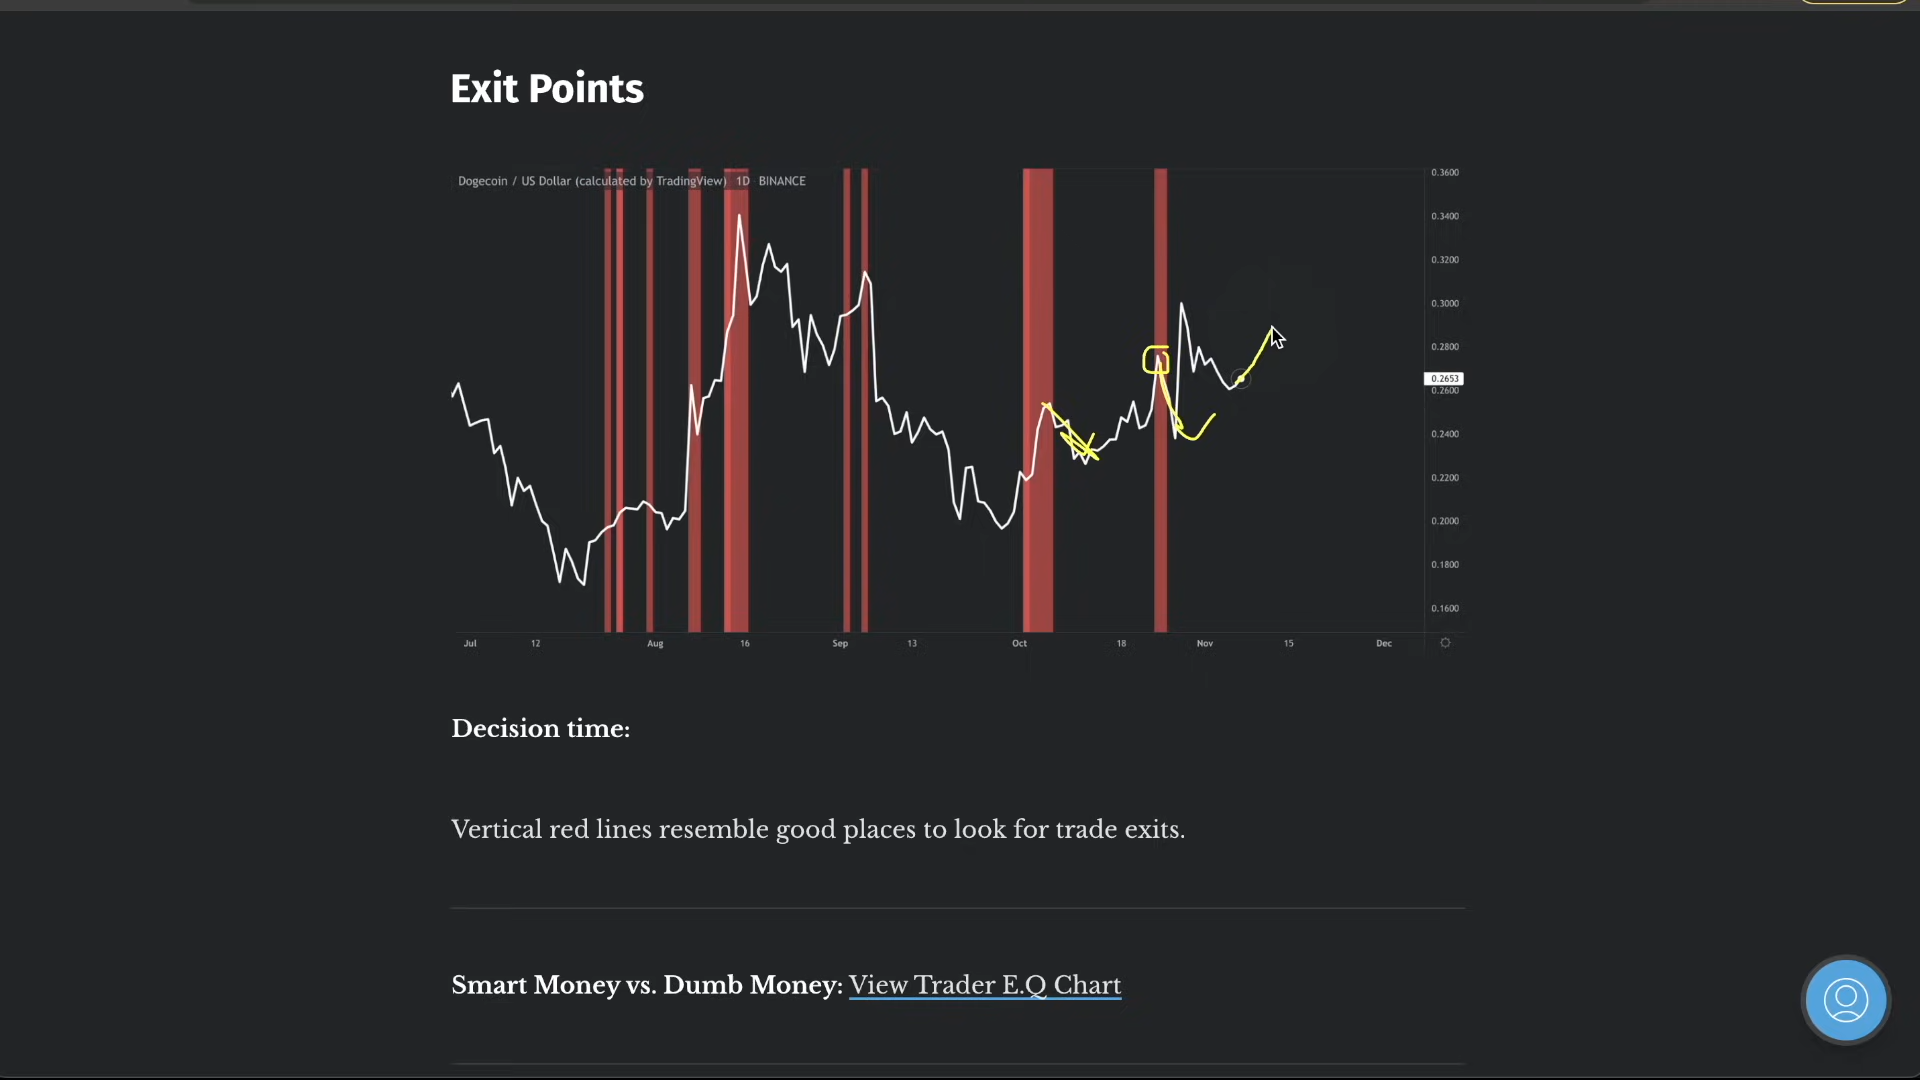 Exit Points
Dogecoin / US Dollar (calculated by TradingView) 1D BINANCE
0.3600
0.3400
0.3200
0.3000
0.2800
0.2653
0.2600
0.2400
0.2200
0.2000
0.1800
0.1600
Jul 12 Aug 16 Sep 13 Oct 18 Nov 15 Dec
Decision time:
Vertical red lines resemble good places to look for trade exits.
Smart Money vs. Dumb Money: View Trader E.Q Chart